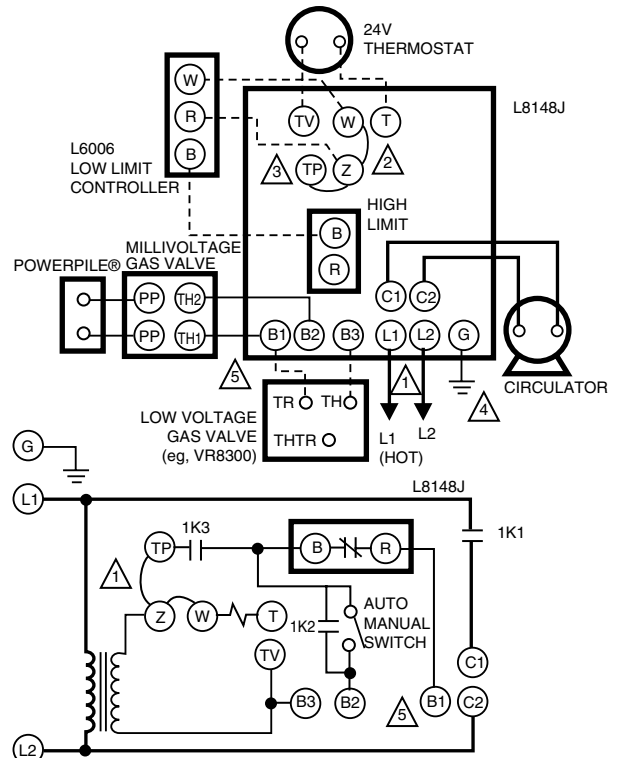 24V
THERMOSTAT
L8148J
W
R
B
L6006
LOW LIMIT
CONTROLLER
TV
W
T
3
TP
Z
2
HIGH
LIMIT
B
R
MILLIVOLTAGE
GAS VALVE
POWERPILE®
PP
TH2
PP
TH1
C1
C2
B1
B2
B3
L1
L2
G
CIRCULATOR
5
1
4
TR
TH
THTR
LOW VOLTAGE
GAS VALVE
(eg, VR8300)
L1
(HOT)
L2
G
L1
L8148J
1K3
TP
B
R
1K1
1
Z
W
T
1K2
AUTO
MANUAL
SWITCH
TV
B3
B2
5
B1
C1
C2
L2